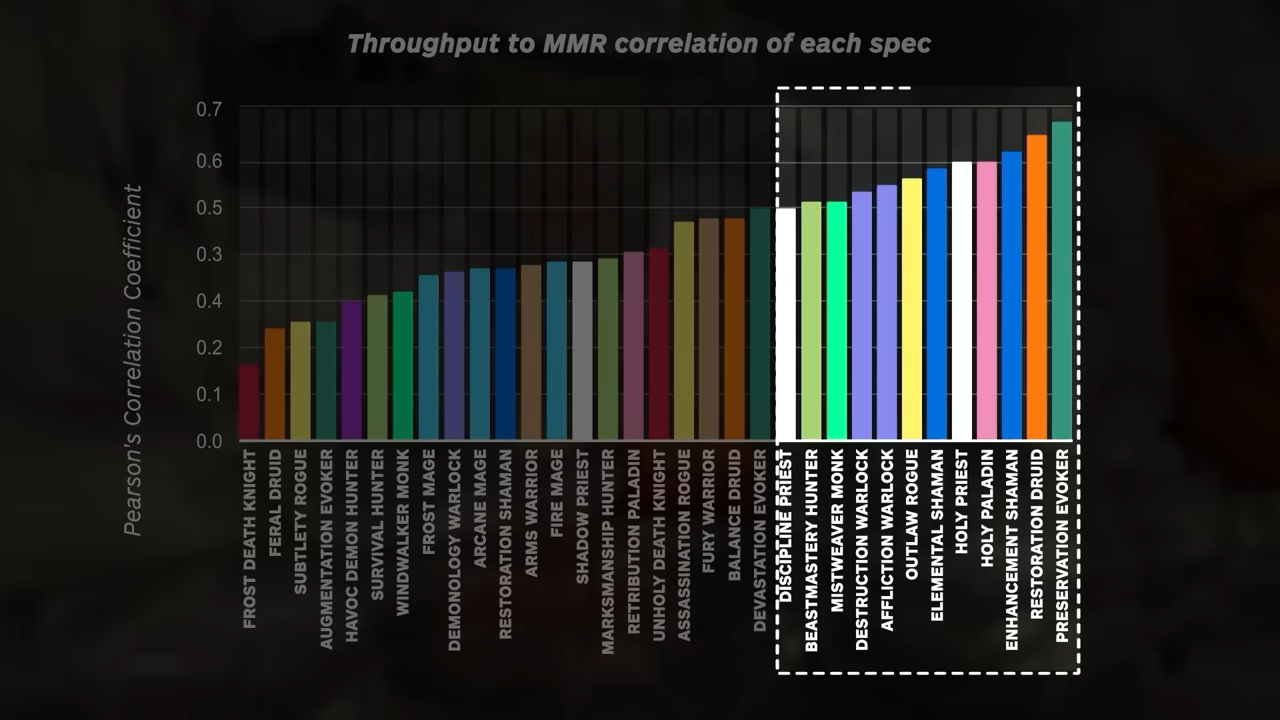 Throughput to MMR correlation of each spec
Pearson's Correlation Coefficient
0.7
0.6
0.5
0.3
0.4
0.2
0.1
0.0
FROST DEATH KNIGHT
FERAL DRUID
SUBTLETY ROGUE
AUGMENTATION EVOKER
HAVOC DEMON HUNTER
SURVIVAL HUNTER
WINDWALKER MONK
FROST MAGE
DEMONOLOGY WARLOCK
ARCANE MAGE
RESTORATION SHAMAN
ARMS WARRIOR
FIRE MAGE
SHADOW PRIEST
MARKSMANSHIP HUNTER
RETRIBUTION PALADIN
UNHOLY DEATH KNIGHT
ASSASSINATION ROGUE
FURY WARRIOR
BALANCE DRUID
DEVASTATION EVOKER
DISCIPLINE PRIEST
BEASTMASTERY HUNTER
MISTWEAVER MONK
DESTRUCTION WARLOCK
AFFLICTION WARLOCK
OUTLAW ROGUE
ELEMENTAL SHAMAN
HOLY PRIEST
HOLY PALADIN
ENHANCEMENT SHAMAN
RESTORATION DRUID
PRESERVATION EVOKER